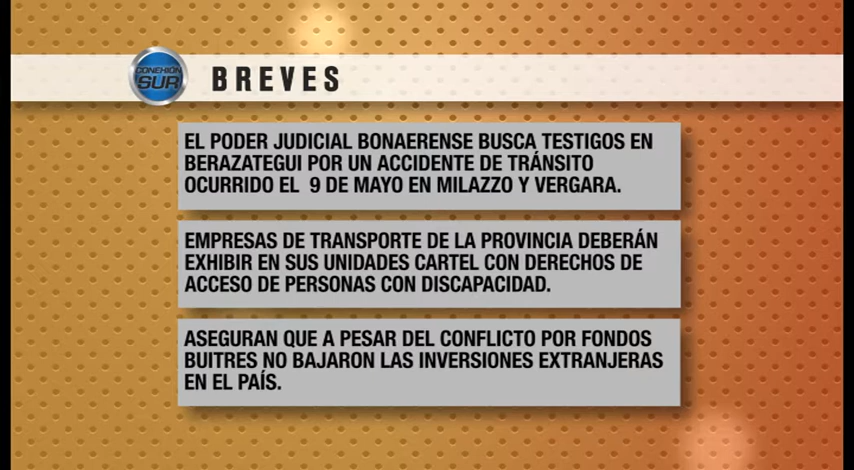 CONEHIÓN
SUR
BREVES
EL PODER JUDICIAL BONAERENSE BUSCA TESTIGOS EN
BERAZATEGUI POR UN ACCIDENTE DE TRÁNSITO
OCURRIDO EL 9 DE MAYO EN MILAZZO Y VERGARA.
EMPRESAS DE TRANSPORTE DE LA PROVINCIA DEBERÁN
EXHIBIR EN SUS UNIDADES CARTEL CON DERECHOS DE
ACCESO DE PERSONAS CON DISCAPACIDAD.
ASEGURAN QUE A PESAR DEL CONFLICTO POR FONDOS
BUITRES NO BAJARON LAS INVERSIONES EXTRANJERAS
EN EL PAÍS.